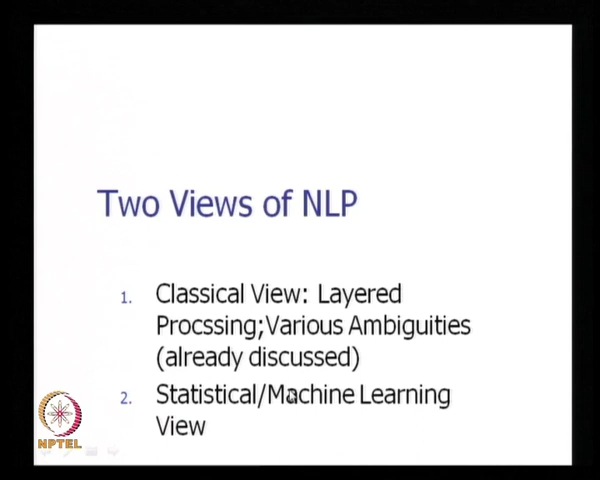 Two Views of NLP
1. Classical View: Layered
Procssing;Various Ambiguities
(already discussed)
2. Statistical/Machine Learning
View
NPTEL